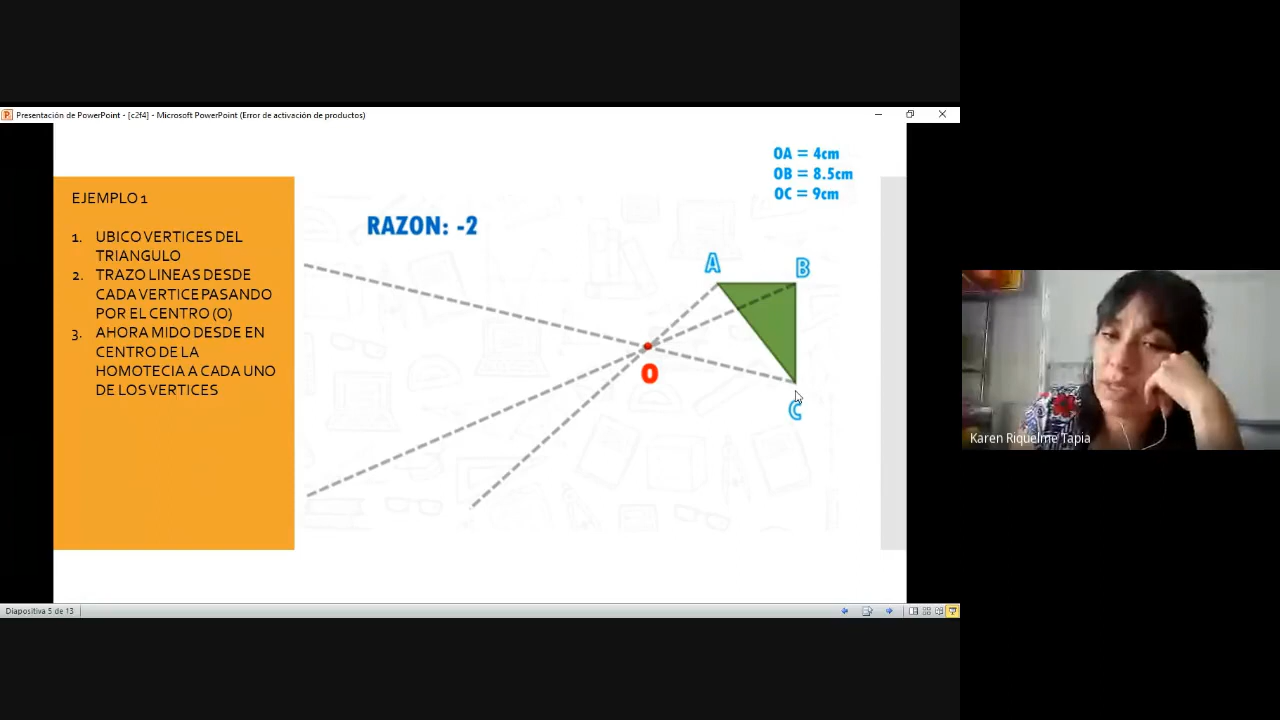 Presentación de PowerPoint - [c2f4] - Microsoft PowerPoint (Error de activación de productos)
OA = 4cm
OB = 8.5cm
OC = 9cm
EJEMPLO 1
1. UBICO VERTICES DEL
TRIANGULO
2. TRAZO LINEAS DESDE
CADA VERTICE PASANDO
POR EL CENTRO (O)
3. AHORA MIDO DESDE EN
CENTRO DE LA
HOMOTECIA A CADA UNO
DE LOS VERTICES
RAZON: -2
A
B
O
C
Karen Riquelme Tapia
Diapositiva 5 de 13